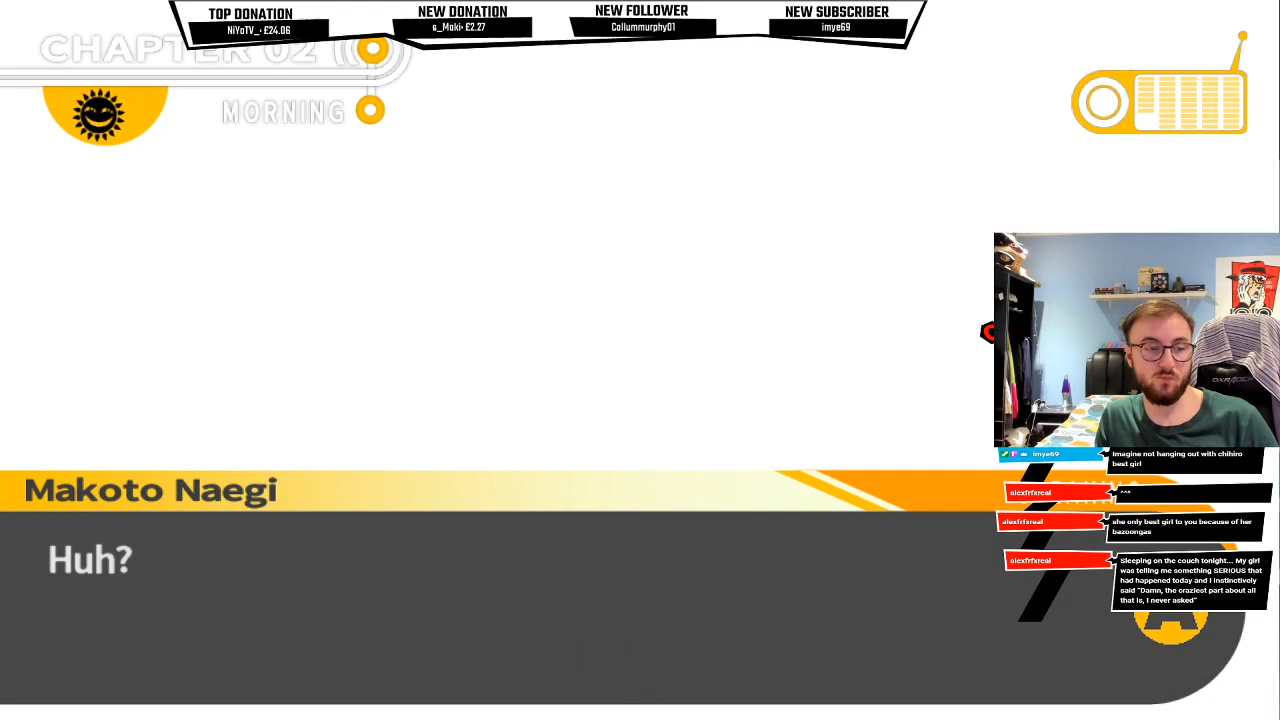 TOP DONATION
NiYoTV_· £24.06
NEW DONATION
s_Maki· £2.27
NEW FOLLOWER
Callummurphy01
NEW SUBSCRIBER
imye69
CHAPTER 02
MORNING
DXRACER
imye69
Imagine not hanging out with chihiro
best girl
alexfrfxreal
^^^
alexfrfxreal
she only best girl to you because of her
bazoongas
alexfrfxreal
Sleeping on the couch tonight... My girl
was telling me something SERIOUS that
had happened today and I instinctively
said "Damn, the craziest part about all
that is, I never asked"
Makoto Naegi
Huh?